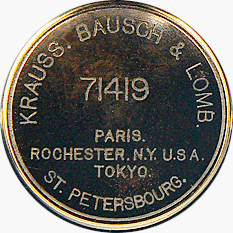 KRAUSS. BAUSCH & LOMB.
71419
PARIS.
ROCHESTER. N.Y. U.S.A.
TOKYO.
ST. PETERSBOURG.